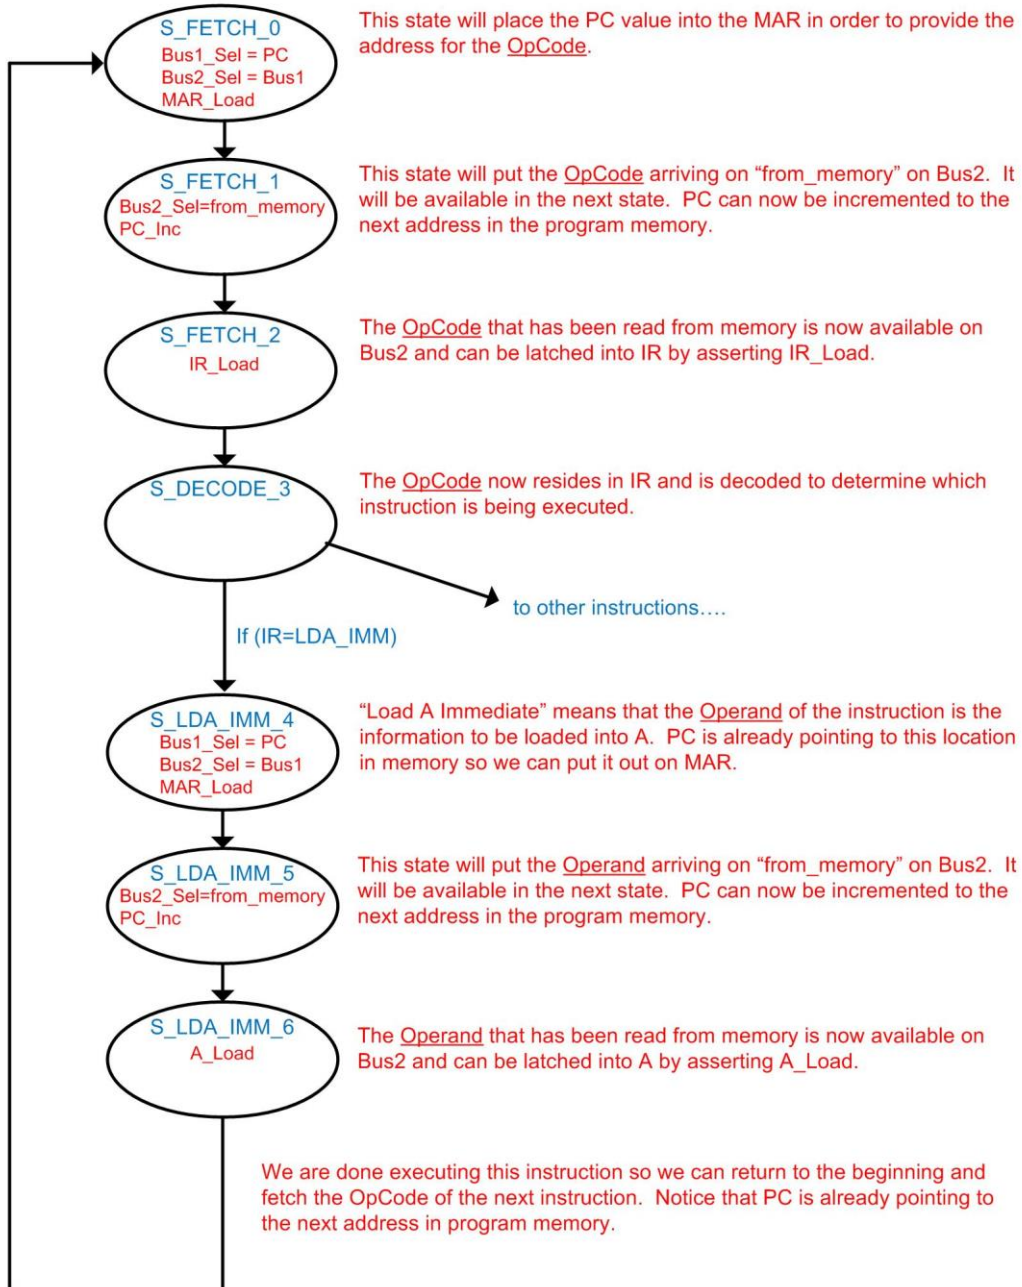 S_FETCH_0
Bus1_Sel = PC
Bus2_Sel = Bus1
MAR_Load
This state will place the PC value into the MAR in order to provide the
address for the OpCode.
S_FETCH_1
Bus2_Sel=from_memory
PC_Inc
This state will put the OpCode arriving on “from_memory” on Bus2.  It
will be available in the next state.  PC can now be incremented to the
next address in the program memory.
S_FETCH_2
IR_Load
The OpCode that has been read from memory is now available on
Bus2 and can be latched into IR by asserting IR_Load.
S_DECODE_3
The OpCode now resides in IR and is decoded to determine which
instruction is being executed.
to other instructions….
If (IR=LDA_IMM)
S_LDA_IMM_4
Bus1_Sel = PC
Bus2_Sel = Bus1
MAR_Load
“Load A Immediate” means that the Operand of the instruction is the
information to be loaded into A.  PC is already pointing to this location
in memory so we can put it out on MAR.
S_LDA_IMM_5
Bus2_Sel=from_memory
PC_Inc
This state will put the Operand arriving on “from_memory” on Bus2.  It
will be available in the next state.  PC can now be incremented to the
next address in the program memory.
S_LDA_IMM_6
A_Load
The Operand that has been read from memory is now available on
Bus2 and can be latched into A by asserting A_Load.
We are done executing this instruction so we can return to the beginning and
fetch the OpCode of the next instruction.  Notice that PC is already pointing to
the next address in program memory.